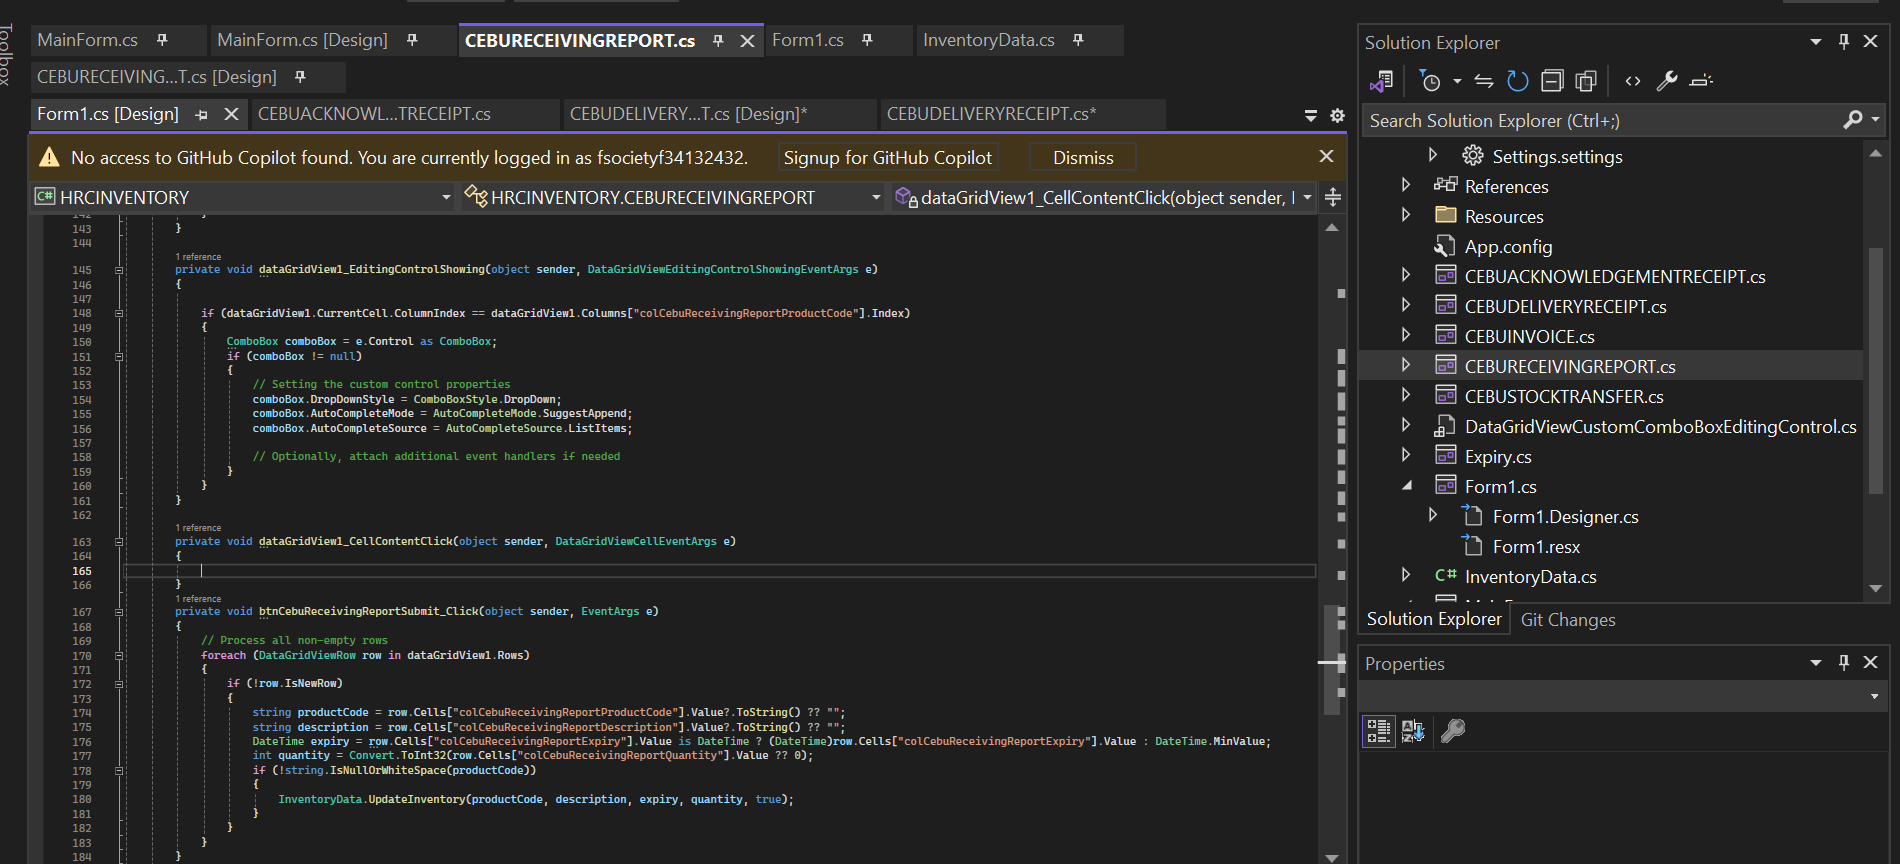 Toolbox
MainForm.cs
MainForm.cs [Design]
CEBURECEIVINGREPORT.cs
Form1.cs
InventoryData.cs
CEBURECEIVING...T.cs [Design]
Form1.cs [Design]
CEBUACKNOWL...TRECEIPT.cs
CEBUDELIVERY...T.cs [Design]*
CEBUDELIVERYRECEIPT.cs*
No access to GitHub Copilot found. You are currently logged in as fsocietyf34132432.
Signup for GitHub Copilot
Dismiss
C# HRCINVENTORY
HRCINVENTORY.CEBURECEIVINGREPORT
dataGridView1_CellContentClick(object sender,
142 }
143 }
144
1 reference
145 private void dataGridView1_EditingControlShowing(object sender, DataGridViewEditingControlShowingEventArgs e)
146 {
147
148 if (dataGridView1.CurrentCell.ColumnIndex == dataGridView1.Columns["colCebuReceivingReportProductCode"].Index)
149 {
150 ComboBox comboBox = e.Control as ComboBox;
151 if (comboBox != null)
152 {
153 // Setting the custom control properties
154 comboBox.DropDownStyle = ComboBoxStyle.DropDown;
155 comboBox.AutoCompleteMode = AutoCompleteMode.SuggestAppend;
156 comboBox.AutoCompleteSource = AutoCompleteSource.ListItems;
157
158 // Optionally, attach additional event handlers if needed
159 }
160 }
161 }
162
1 reference
163 private void dataGridView1_CellContentClick(object sender, DataGridViewCellEventArgs e)
164 {
165
166 }
1 reference
167 private void btnCebuReceivingReportSubmit_Click(object sender, EventArgs e)
168 {
169 // Process all non-empty rows
170 foreach (DataGridViewRow row in dataGridView1.Rows)
171 {
172 if (!row.IsNewRow)
173 {
174 string productCode = row.Cells["colCebuReceivingReportProductCode"].Value?.ToString() ?? "";
175 string description = row.Cells["colCebuReceivingReportDescription"].Value?.ToString() ?? "";
176 DateTime expiry = row.Cells["colCebuReceivingReportExpiry"].Value is DateTime ? (DateTime)row.Cells["colCebuReceivingReportExpiry"].Value : DateTime.MinValue;
177 int quantity = Convert.ToInt32(row.Cells["colCebuReceivingReportQuantity"].Value ?? 0);
178 if (!string.IsNullOrWhiteSpace(productCode))
179 {
180 InventoryData.UpdateInventory(productCode, description, expiry, quantity, true);
181 }
182 }
183 }
184 }
Solution Explorer
Search Solution Explorer (Ctrl+;)
Settings.settings
References
Resources
App.config
CEBUACKNOWLEDGEMENTRECEIPT.cs
CEBUDELIVERYRECEIPT.cs
CEBUINVOICE.cs
CEBURECEIVINGREPORT.cs
CEBUSTOCKTRANSFER.cs
DataGridViewCustomComboBoxEditingControl.cs
Expiry.cs
Form1.cs
Form1.Designer.cs
Form1.resx
C# InventoryData.cs
Solution Explorer
Git Changes
Properties